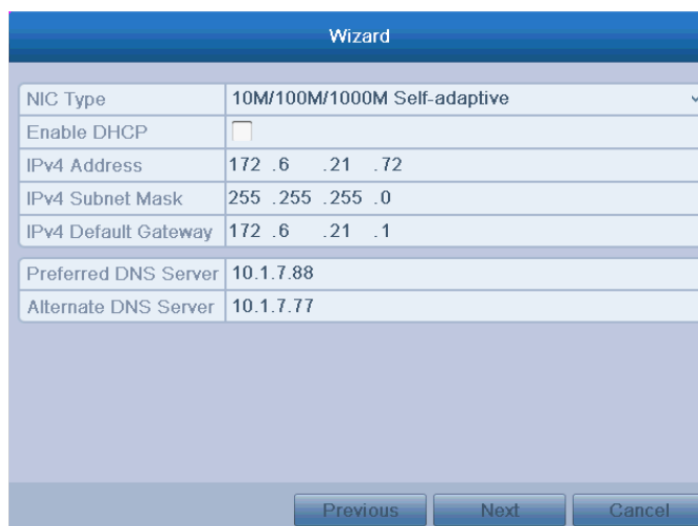 Wizard
NIC Type 10M/100M/1000M Self-adaptive
Enable DHCP
IPv4 Address 172 .6 .21 .72
IPv4 Subnet Mask 255 .255 .255 .0
IPv4 Default Gateway 172 .6 .21 .1
Preferred DNS Server 10.1.7.88
Alternate DNS Server 10.1.7.77
Previous Next Cancel